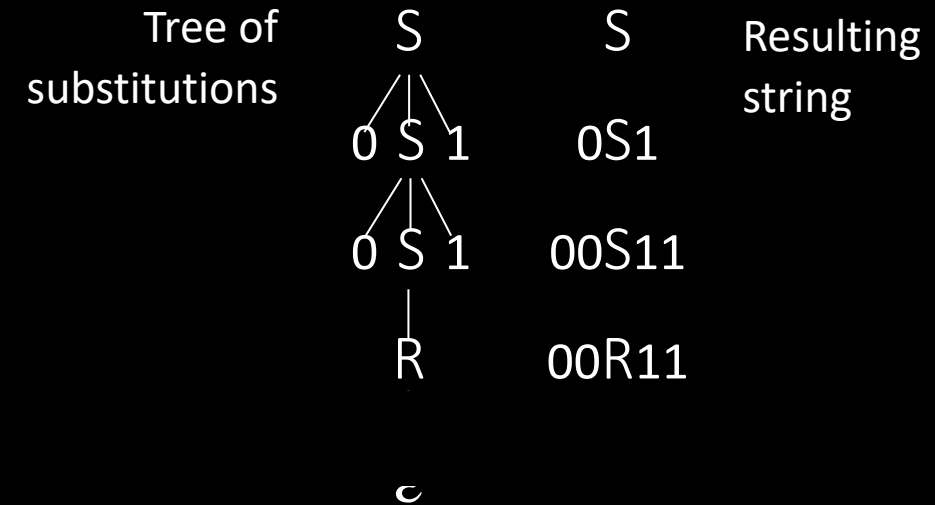 Tree of
substitutions
S
0 S 1
0 S 1
R
S
0S1
00S11
00R11
Resulting
string